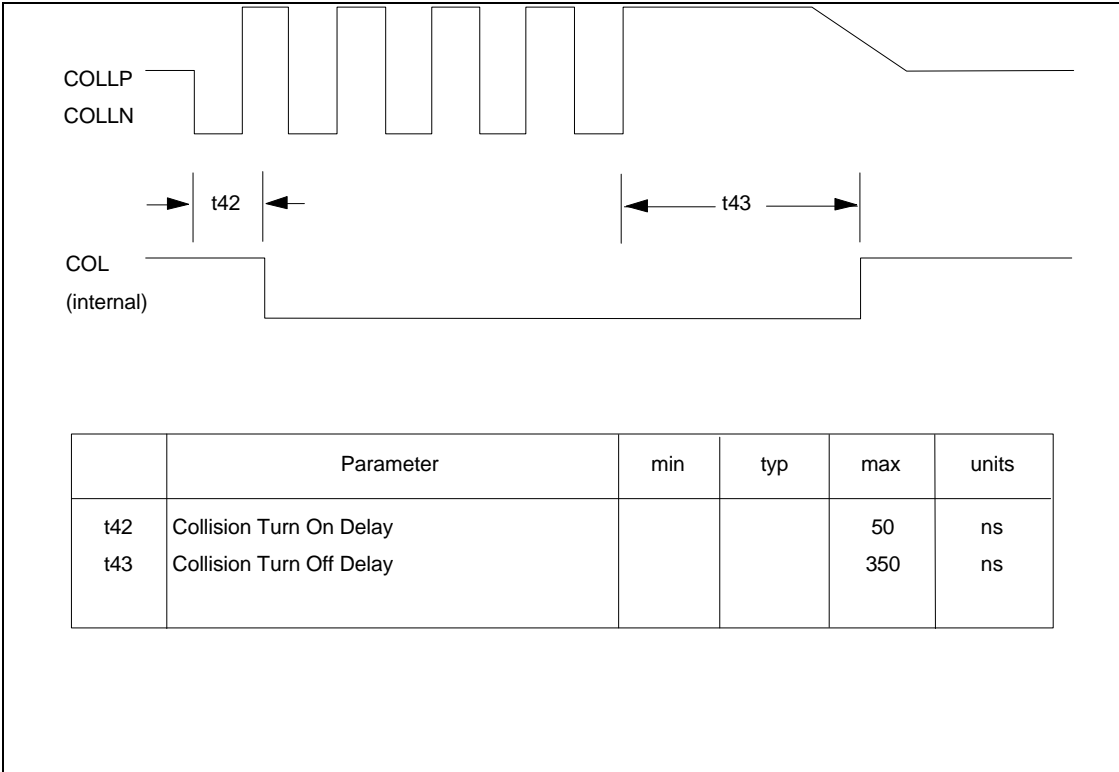 COLLP
COLLN
t42
t43
COL
(internal)
Parameter min typ max units
t42 Collision Turn On Delay 50 ns
t43 Collision Turn Off Delay 350 ns